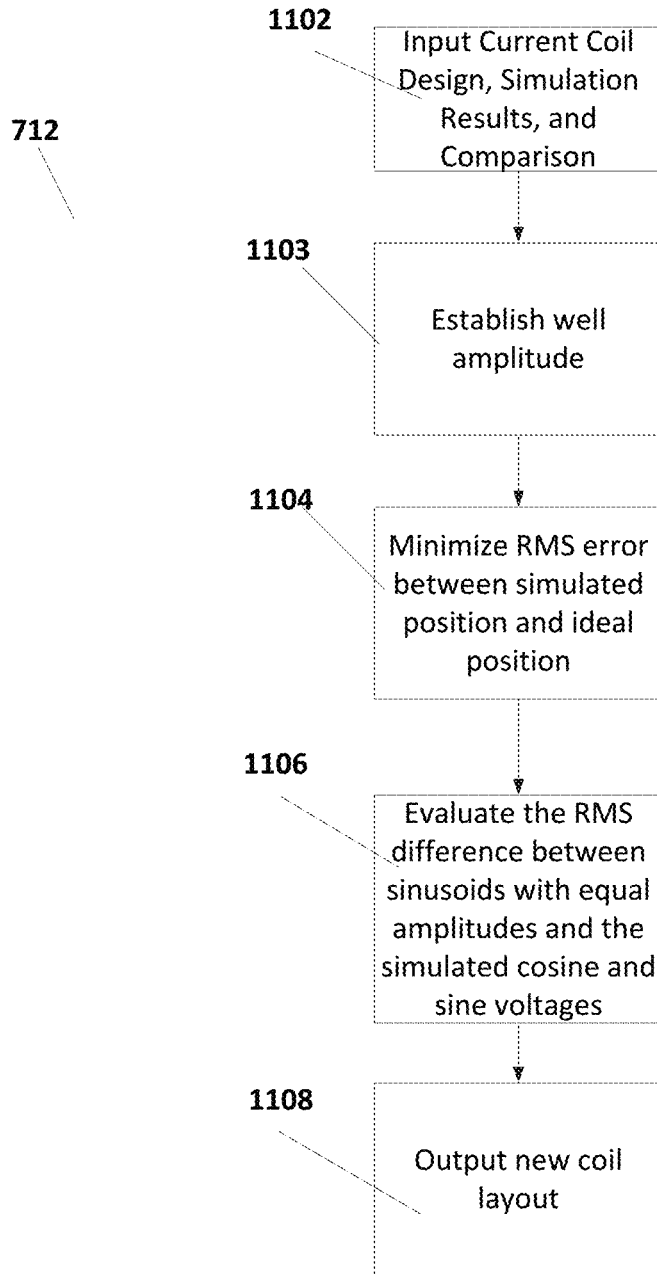 1102
Input Current Coil
Design, Simulation
Results, and
Comparison
712
1103
Establish well
amplitude
1104
Minimize RMS error
between simulated
position and ideal
position
1106
Evaluate the RMS
difference between
sinusoids with equal
amplitudes and the
simulated cosine and
sine voltages
1108
Output new coil
layout